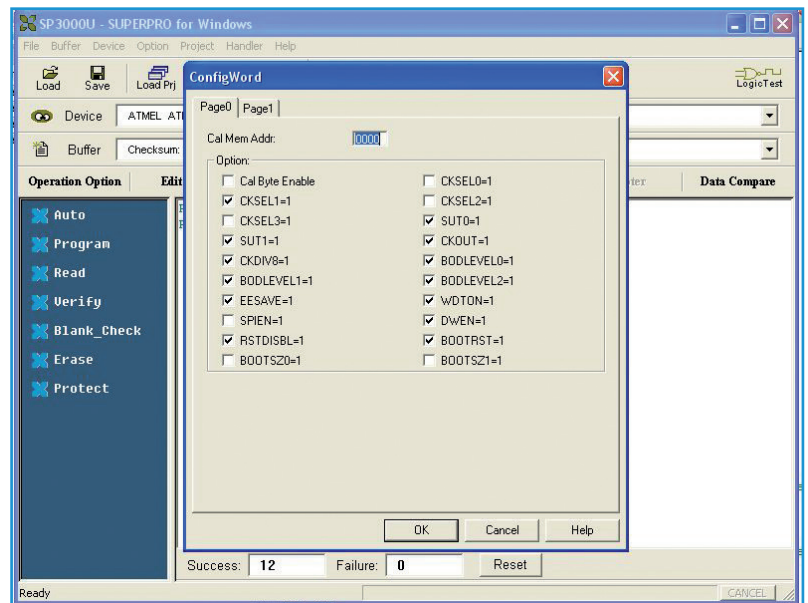 SP3000U - SUPERPRO for Windows
File Buffer Device Option Project Handler Help
Load Save Load Prj LogicTest
Device ATMEL
Buffer Checksum:
Operation Option Edit Data Compare
Auto
Program
Read
Verify
Blank_Check
Erase
Protect
ConfigWord
Page0 Page1
Cal Mem Addr: 0000
Option:
Cal Byte Enable CKSEL0=1
CKSEL1=1 CKSEL2=1
CKSEL3=1 SUT0=1
SUT1=1 CKOUT=1
CKDIV8=1 BODLEVEL0=1
BODLEVEL1=1 BODLEVEL2=1
EESAVE=1 WDTON=1
SPIEN=1 DWEN=1
RSTDISBL=1 BOOTRST=1
BOOTSZ0=1 BOOTSZ1=1
OK Cancel Help
Success: 12 Failure: 0 Reset
Ready CANCEL